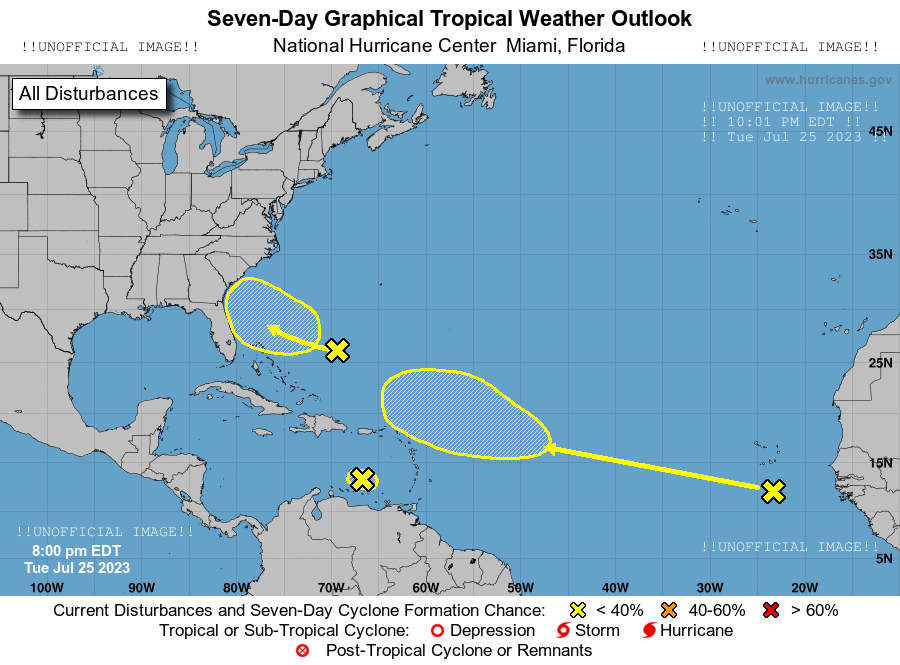 Seven-Day Graphical Tropical Weather Outlook
!!UNOFFICIAL IMAGE!! National Hurricane Center Miami, Florida !!UNOFFICIAL IMAGE!!
www.hurricanes.gov
All Disturbances
!!UNOFFICIAL IMAGE!!
!! 10:01 PM EDT !!
!! Tue Jul 25 2023 !!
45N
35N
25N
15N
!!UNOFFICIAL IMAGE!!
8:00 pm EDT
Tue Jul 25 2023
!!UNOFFICIAL IMAGE!!
5N
100W 90W 80W 70W 60W 50W 40W 30W 20W
Current Disturbances and Seven-Day Cyclone Formation Chance: < 40% 40-60% > 60%
Tropical or Sub-Tropical Cyclone: Depression Storm Hurricane
Post-Tropical Cyclone or Remnants